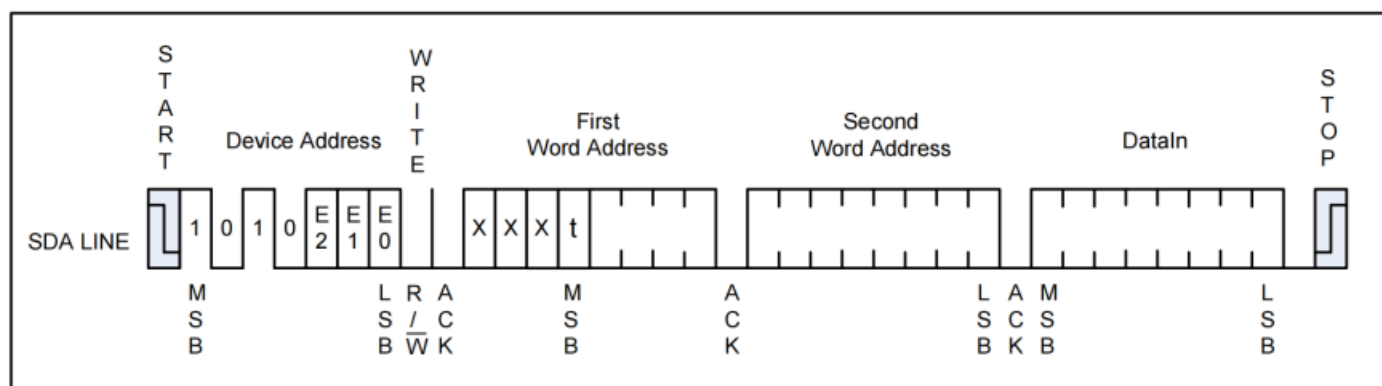 START
WRITE
STOP
Device Address
First
Word Address
Second
Word Address
DataIn
SDA LINE
1 0 1 0 E2 E1 E0 X X X t
MSB
LSB
R/W̅
ACK
MSB
ACK
LSB
ACK
MSB
LSB